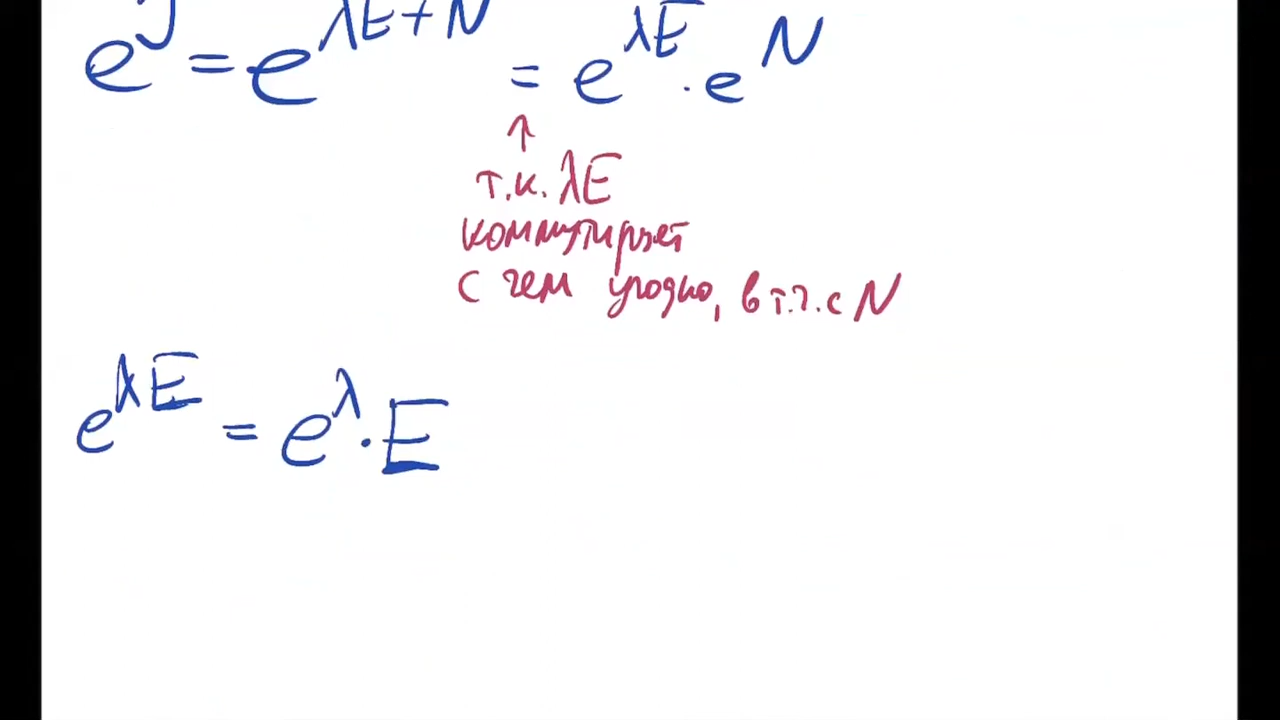 e^J = e^{λE+N} = e^{λE} · e^N
↑
т.к. λE
коммутирует
с чем угодно, в т.ч. с N
e^{λE} = e^λ · E